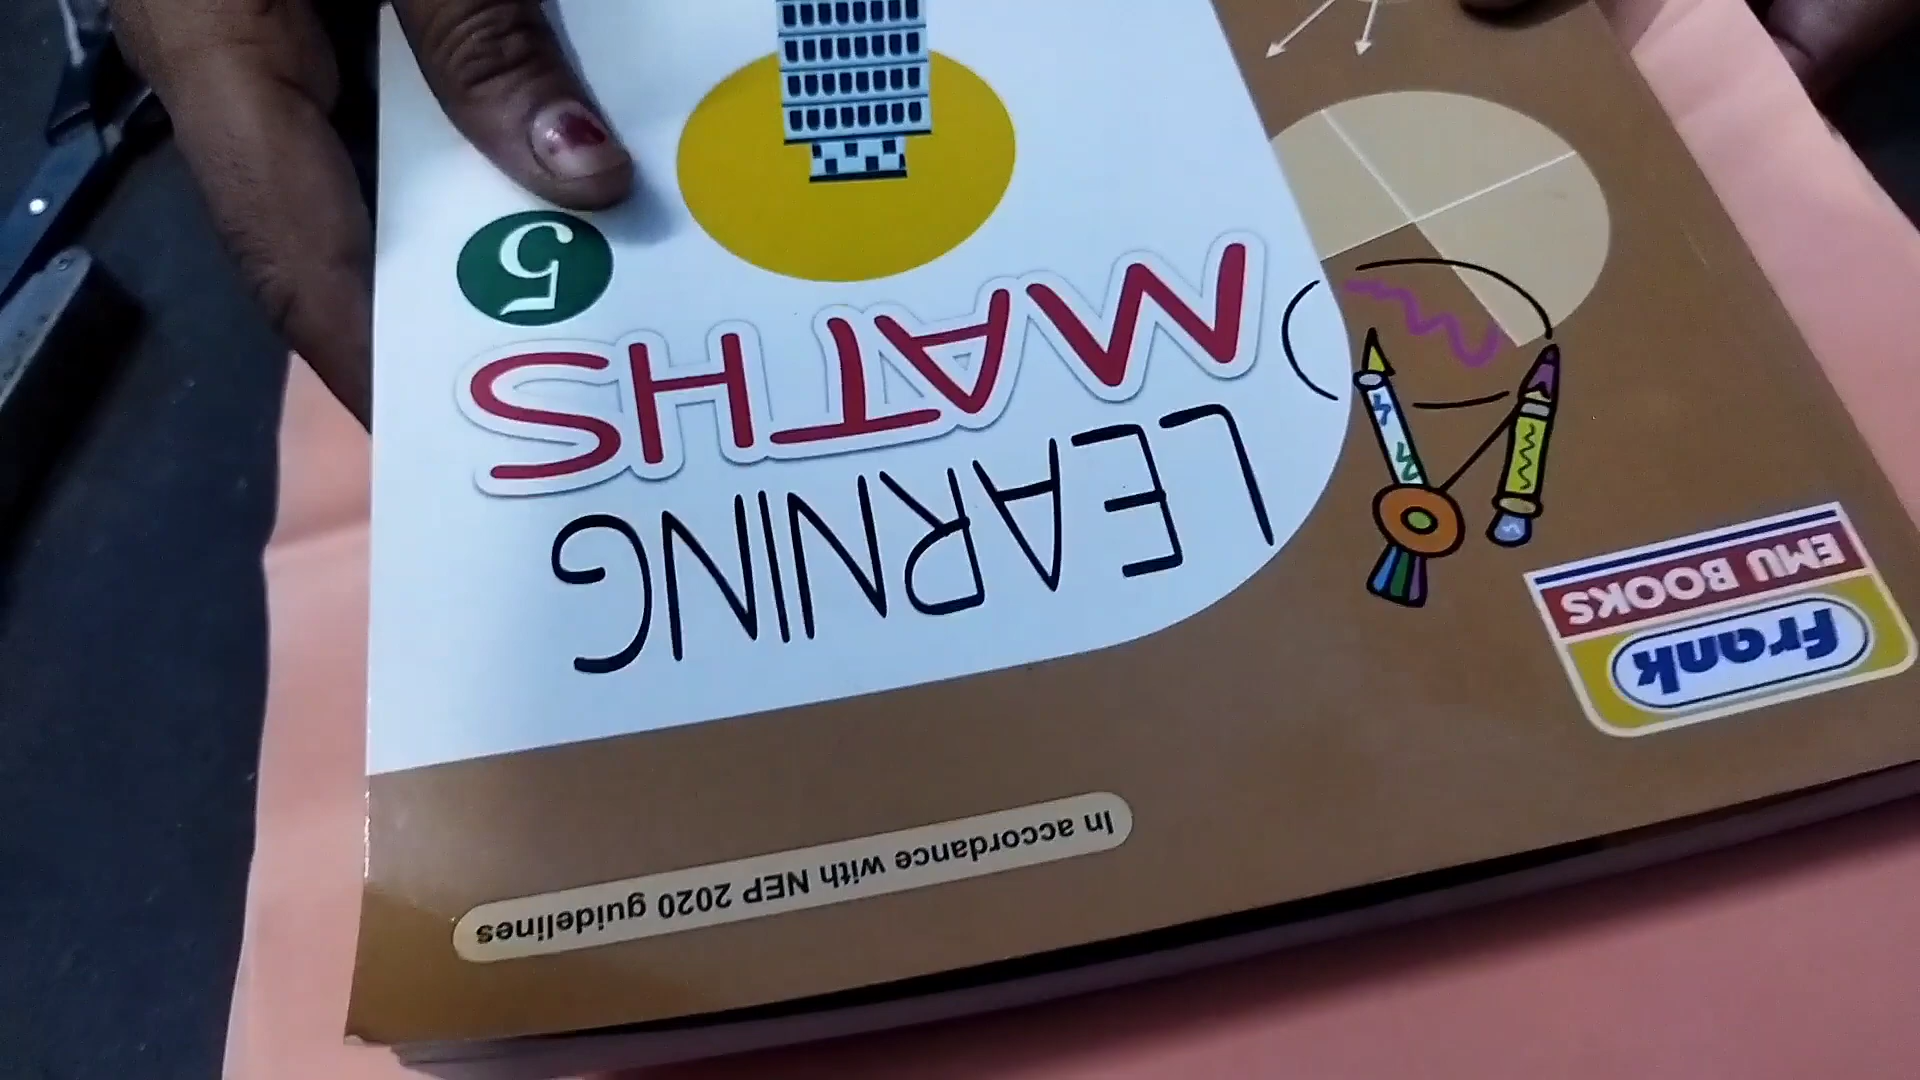 In accordance with NEP 2020 guidelines
Frank
EMU BOOKS
LEARNING
MATHS
5